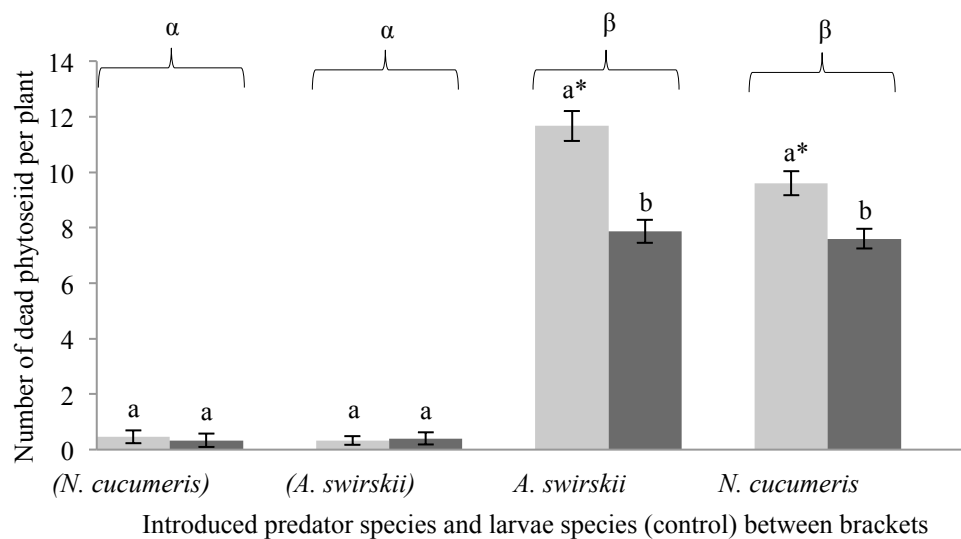 α α β β
Number of dead phytoseiid per plant
14
12
10
8
6
4
2
0
a a a a a* b a* b
(N. cucumeris) (A. swirskii) A. swirskii N. cucumeris
Introduced predator species and larvae species (control) between brackets